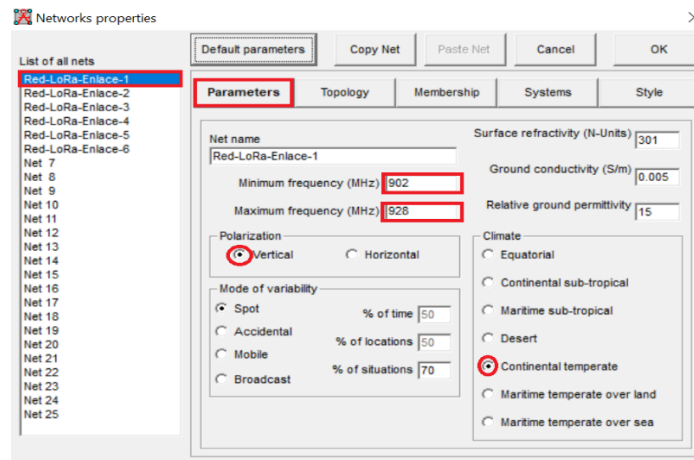 Networks properties
List of all nets
Red-LoRa-Enlace-1
Red-LoRa-Enlace-2
Red-LoRa-Enlace-3
Red-LoRa-Enlace-4
Red-LoRa-Enlace-5
Red-LoRa-Enlace-6
Net 7
Net 8
Net 9
Net 10
Net 11
Net 12
Net 13
Net 14
Net 15
Net 16
Net 17
Net 18
Net 19
Net 20
Net 21
Net 22
Net 23
Net 24
Net 25
Default parameters Copy Net Paste Net Cancel OK
Parameters Topology Membership Systems Style
Net name
Red-LoRa-Enlace-1
Minimum frequency (MHz) 902
Maximum frequency (MHz) 928
Polarization
Vertical Horizontal
Mode of variability
Spot
Accidental
Mobile
Broadcast
% of time 50
% of locations 50
% of situations 70
Surface refractivity (N-Units) 301
Ground conductivity (S/m) 0.005
Relative ground permittivity 15
Climate
Equatorial
Continental sub-tropical
Maritime sub-tropical
Desert
Continental temperate
Maritime temperate over land
Maritime temperate over sea